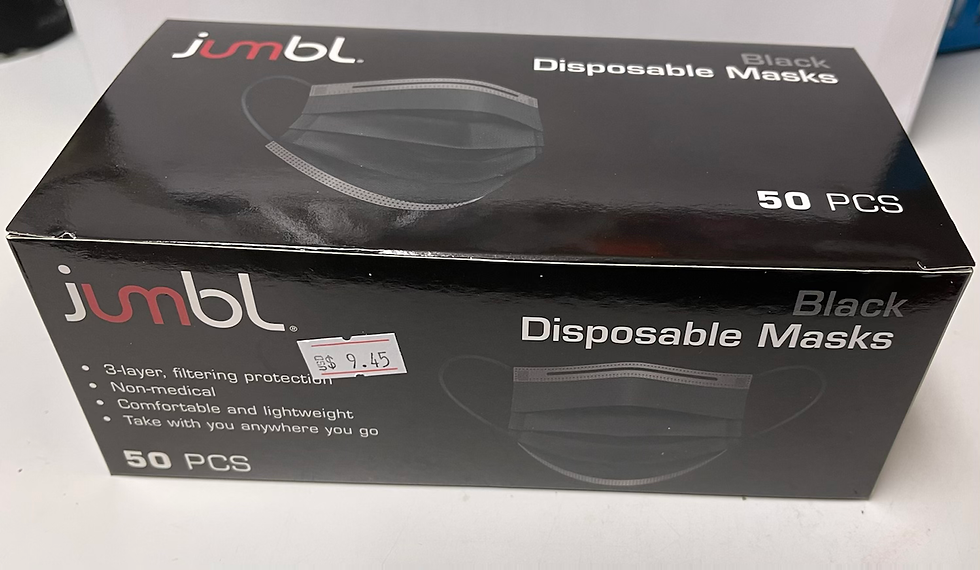 jumbl®
Black
Disposable Masks
50 PCS
jumbl®
Black
Disposable Masks
USD$ 9.45
• 3-layer, filtering protection
• Non-medical
• Comfortable and lightweight
• Take with you anywhere you go
50 PCS